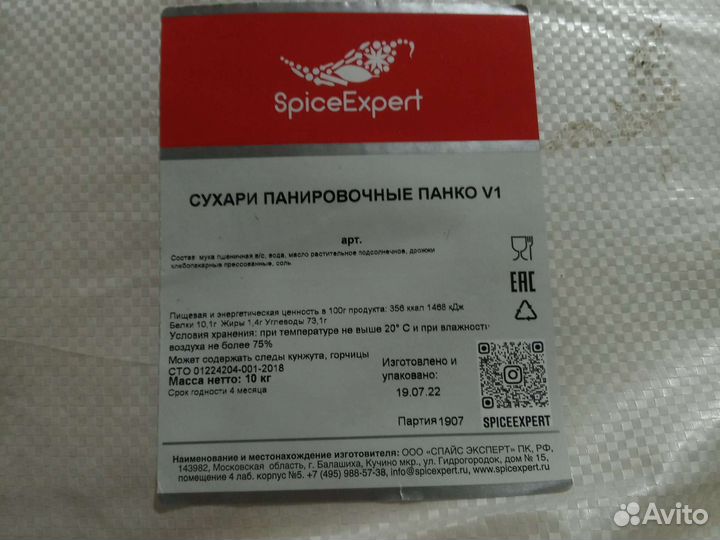 SpiceExpert
СУХАРИ ПАНИРОВОЧНЫЕ ПАНКО V1
арт.
Состав: мука пшеничная в/с, вода, масло растительное подсолнечное, дрожжи
хлебопекарные прессованные, соль.
Пищевая и энергетическая ценность в 100г продукта: 356 ккал 1468 кДж
Белки 10,1г Жиры 1,4г Углеводы 73,1г
Условия хранения: при температуре не выше 20° С и при влажности
воздуха не более 75%
Может содержать следы кунжута, горчицы
СТО 01224204-001-2018
Масса нетто: 10 кг
Срок годности 4 месяца
Изготовлено и
упаковано:
19.07.22
Партия 1907
EAC
SPICEEXPERT
Наименование и местонахождение изготовителя: ООО «СПАЙС ЭКСПЕРТ» ПК, РФ,
143982, Московская область, г. Балашиха, Кучино мкр., ул. Гидрогородок, дом № 15,
помещение 4 лаб. корпус №5. +7 (495) 988-57-38, info@spicexpert.ru, www.spicexpert.ru
Avito